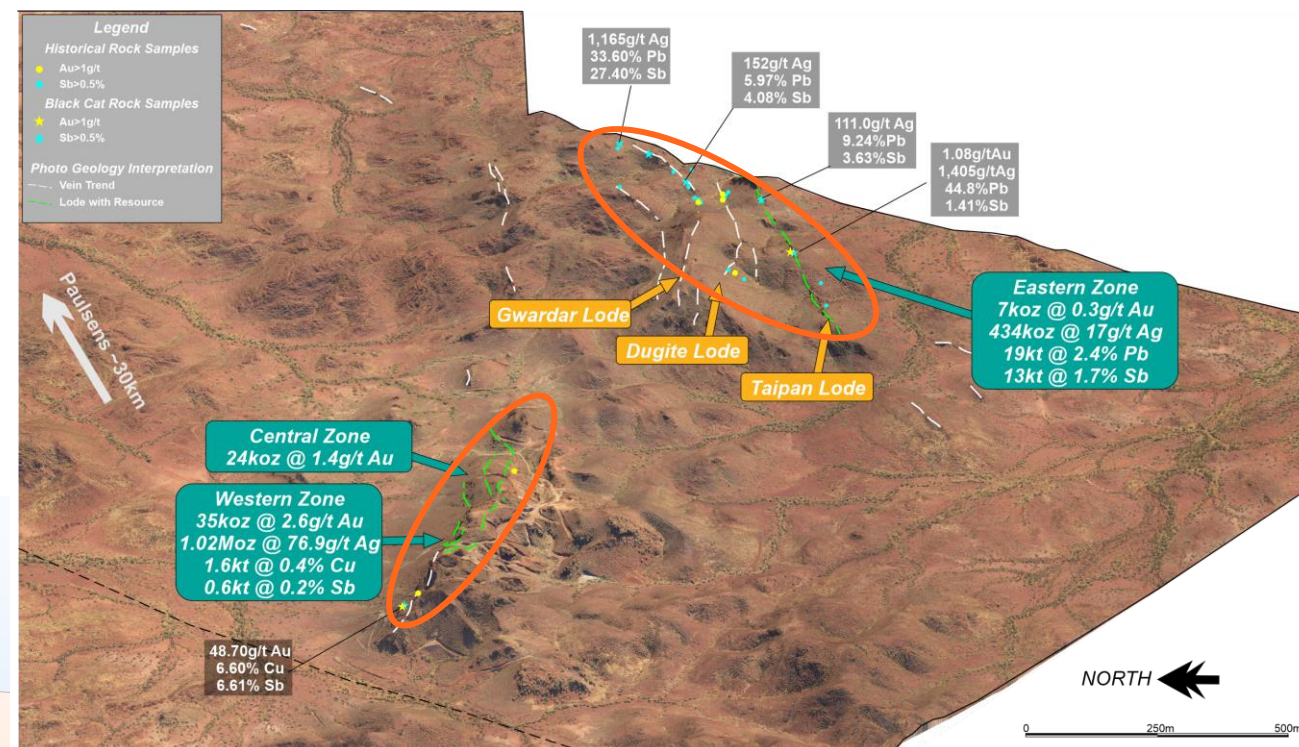 Legend
Historical Rock Samples
Au>1g/t
Sb>0.5%
Black Cat Rock Samples
Au>1g/t
Sb>0.5%
Photo Geology Interpretation
Vein Trend
Lode with Resource
1,165g/t Ag
33.60% Pb
27.40% Sb
152g/t Ag
5.97% Pb
4.08% Sb
111.0g/t Ag
9.24%Pb
3.63%Sb
1.08g/tAu
1,405g/tAg
44.8%Pb
1.41%Sb
Paulsens ~30km
Gwardar Lode
Dugite Lode
Taipan Lode
Eastern Zone
7koz @ 0.3g/t Au
434koz @ 17g/t Ag
19kt @ 2.4% Pb
13kt @ 1.7% Sb
Central Zone
24koz @ 1.4g/t Au
Western Zone
35koz @ 2.6g/t Au
1.02Moz @ 76.9g/t Ag
1.6kt @ 0.4% Cu
0.6kt @ 0.2% Sb
48.70g/t Au
6.60% Cu
6.61% Sb
NORTH
0 250m 500m